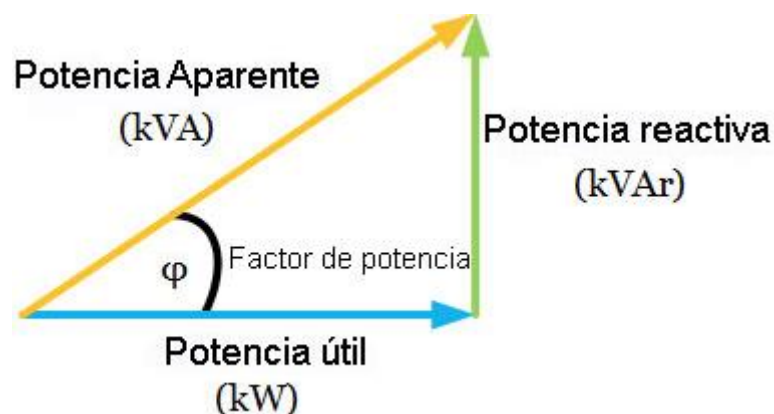 Potencia Aparente
(kVA)
Potencia reactiva
(kVAr)
φ
Factor de potencia
Potencia útil
(kW)